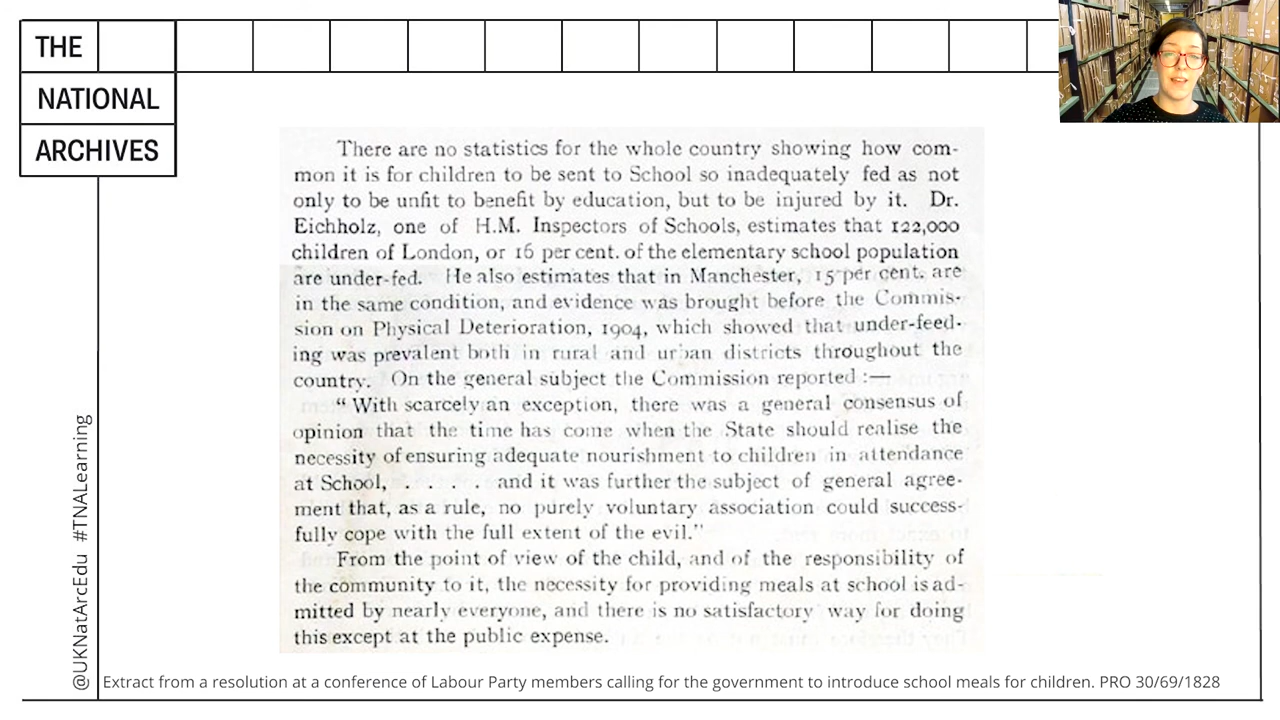 THE
NATIONAL
ARCHIVES
There are no statistics for the whole country showing how com-
mon it is for children to be sent to School so inadequately fed as not
only to be unfit to benefit by education, but to be injured by it. Dr.
Eichholz, one of H.M. Inspectors of Schools, estimates that 122,000
children of London, or 16 per cent. of the elementary school population
are under-fed. He also estimates that in Manchester, 15 per cent. are
in the same condition, and evidence was brought before the Commis-
sion on Physical Deterioration, 1904, which showed that under-feed-
ing was prevalent both in rural and urban districts throughout the
country. On the general subject the Commission reported :—
“ With scarcely an exception, there was a general consensus of
opinion that the time has come when the State should realise the
necessity of ensuring adequate nourishment to children in attendance
at School, . . . . and it was further the subject of general agree-
ment that, as a rule, no purely voluntary association could success-
fully cope with the full extent of the evil.”
From the point of view of the child, and of the responsibility of
the community to it, the necessity for providing meals at school is ad-
mitted by nearly everyone, and there is no satisfactory way for doing
this except at the public expense.
@UKNatArcEdu #TNALearning
Extract from a resolution at a conference of Labour Party members calling for the government to introduce school meals for children. PRO 30/69/1828